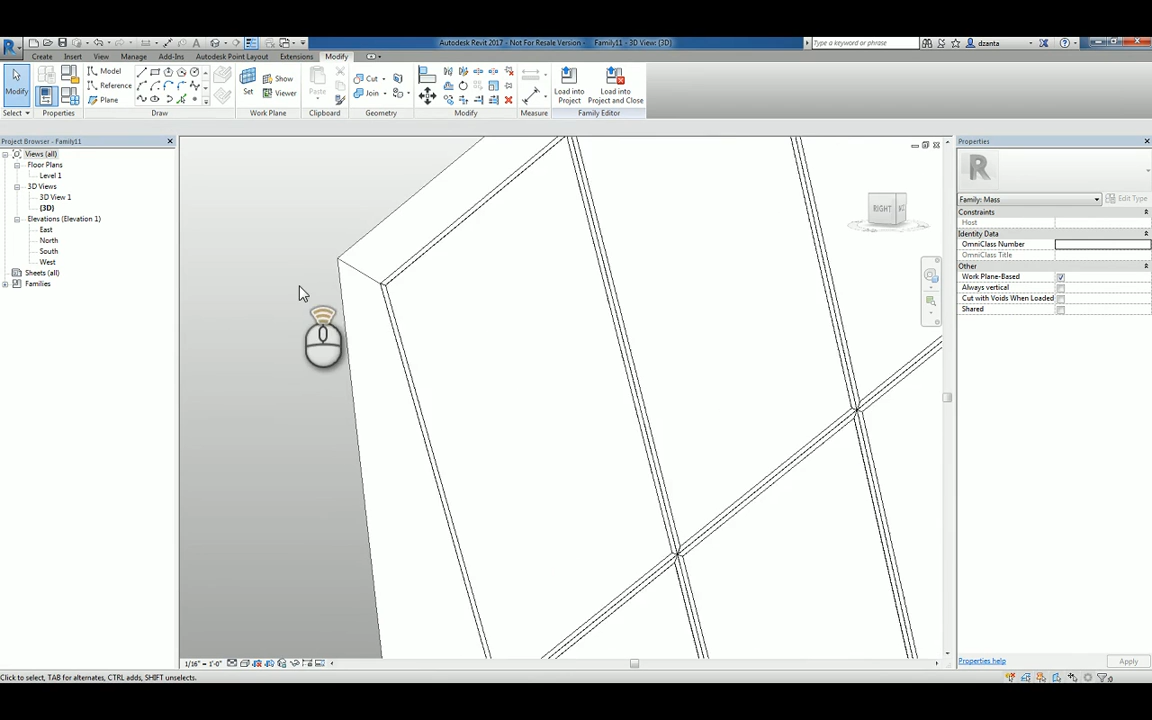 Autodesk Revit 2017 - Not For Resale Version - Family11 - 3D View: {3D}
Type a keyword or phrase
dzanta
Create Insert View Manage Add-Ins Autodesk Point Layout Extensions Modify
Modify
Model
Reference
Plane
Set
Show
Viewer
Paste
Cut
Join
Load into
Project
Load into
Project and Close
Select Properties Draw Work Plane Clipboard Geometry Modify Measure Family Editor
Project Browser - Family11
Views (all)
Floor Plans
Level 1
3D Views
3D View 1
{3D}
Elevations (Elevation 1)
East
North
South
West
Sheets (all)
Families
RIGHT
Properties
R
Family: Mass
Edit Type
Constraints
Host
Identity Data
OmniClass Number
OmniClass Title
Other
Work Plane-Based
Always vertical
Cut with Voids When Loaded
Shared
Properties help
Apply
1/16" = 1'-0"
Click to select, TAB for alternates, CTRL adds, SHIFT unselects.
:0